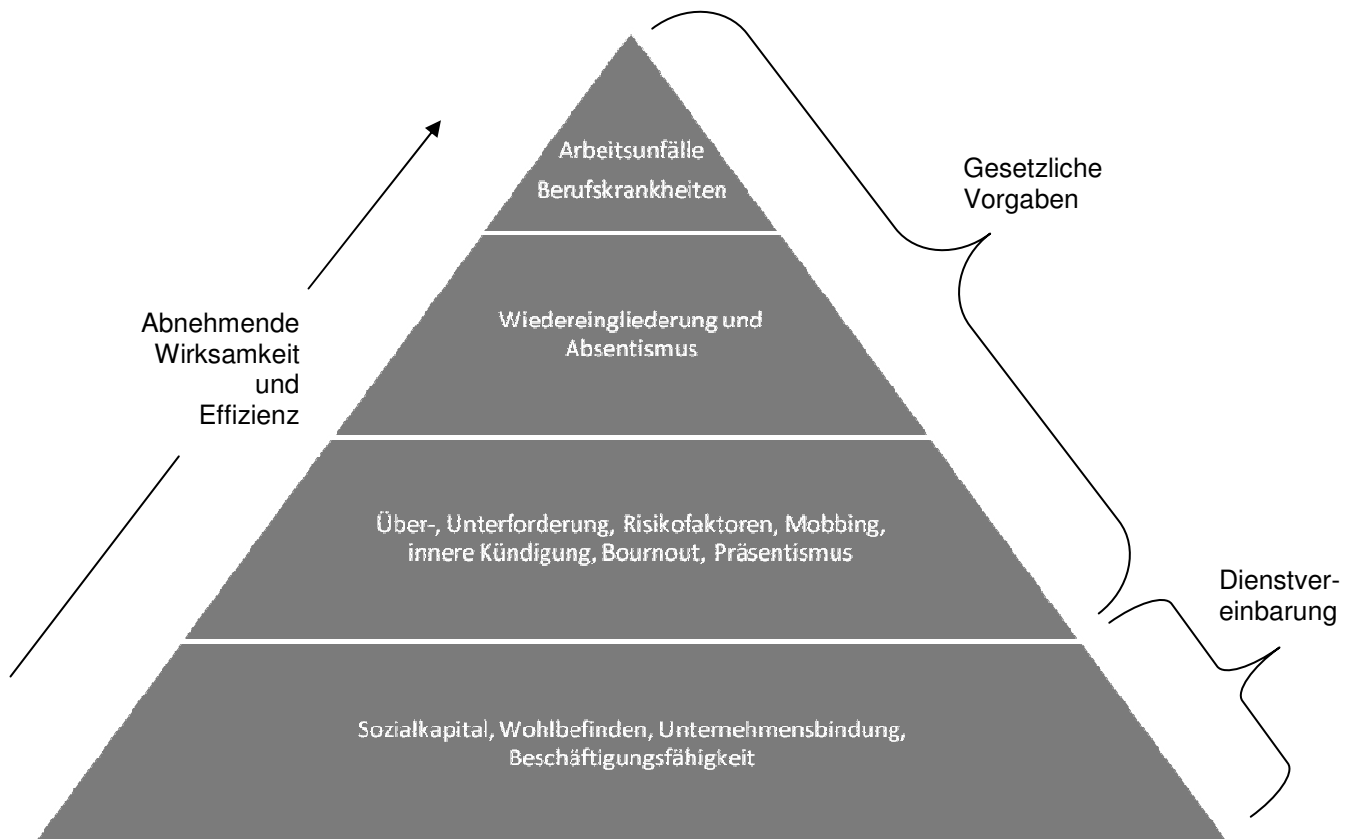 Arbeitsunfälle
Berufskrankheiten
Gesetzliche
Vorgaben
Wiedereingliederung und
Absentismus
Abnehmende
Wirksamkeit
und
Effizienz
Über-, Unterforderung, Risikofaktoren, Mobbing,
innere Kündigung, Bournout, Präsentismus
Dienstver-
einbarung
Sozialkapital, Wohlbefinden, Unternehmensbindung,
Beschäftigungsfähigkeit